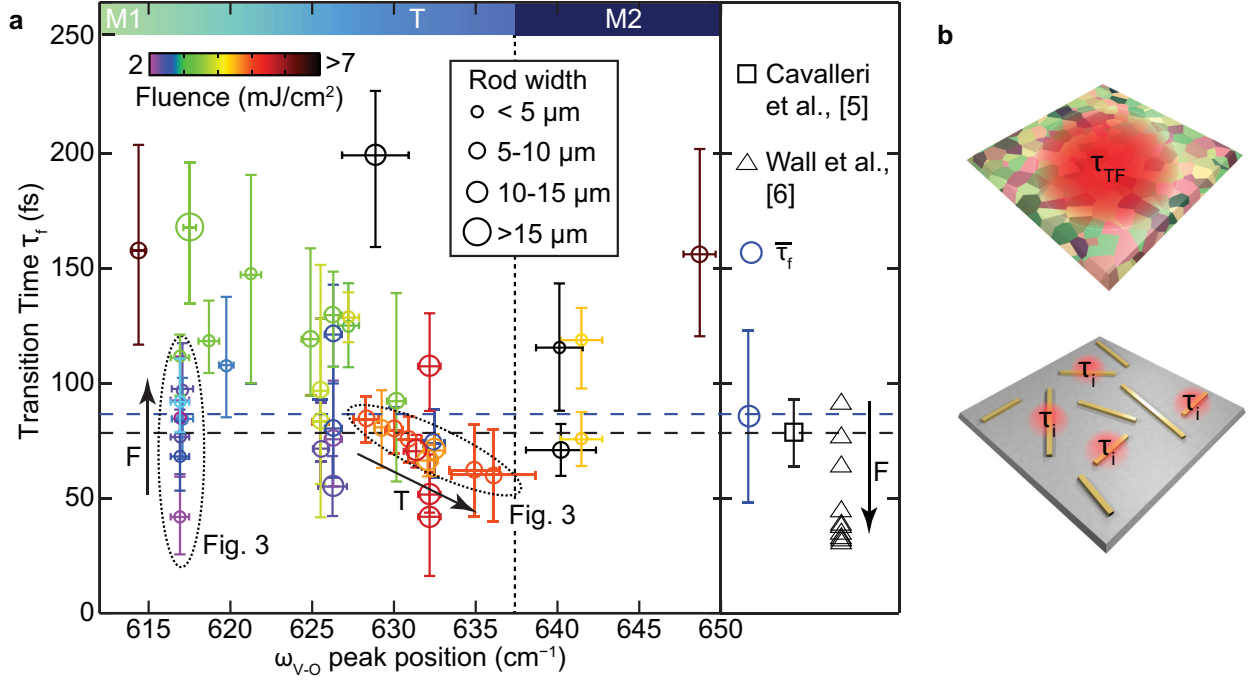 a
M1
T
M2
b
250
200
150
100
50
0
Transition Time τf (fs)
2
>7
Fluence (mJ/cm²)
Rod width
< 5 μm
5-10 μm
10-15 μm
>15 μm
Cavalleri
et al., [5]
Wall et al.,
[6]
τ̅f
F
Fig. 3
T
Fig. 3
F
615
620
625
630
635
640
645
650
ωV-O peak position (cm⁻¹)
τTF
τi
τi
τi
τi